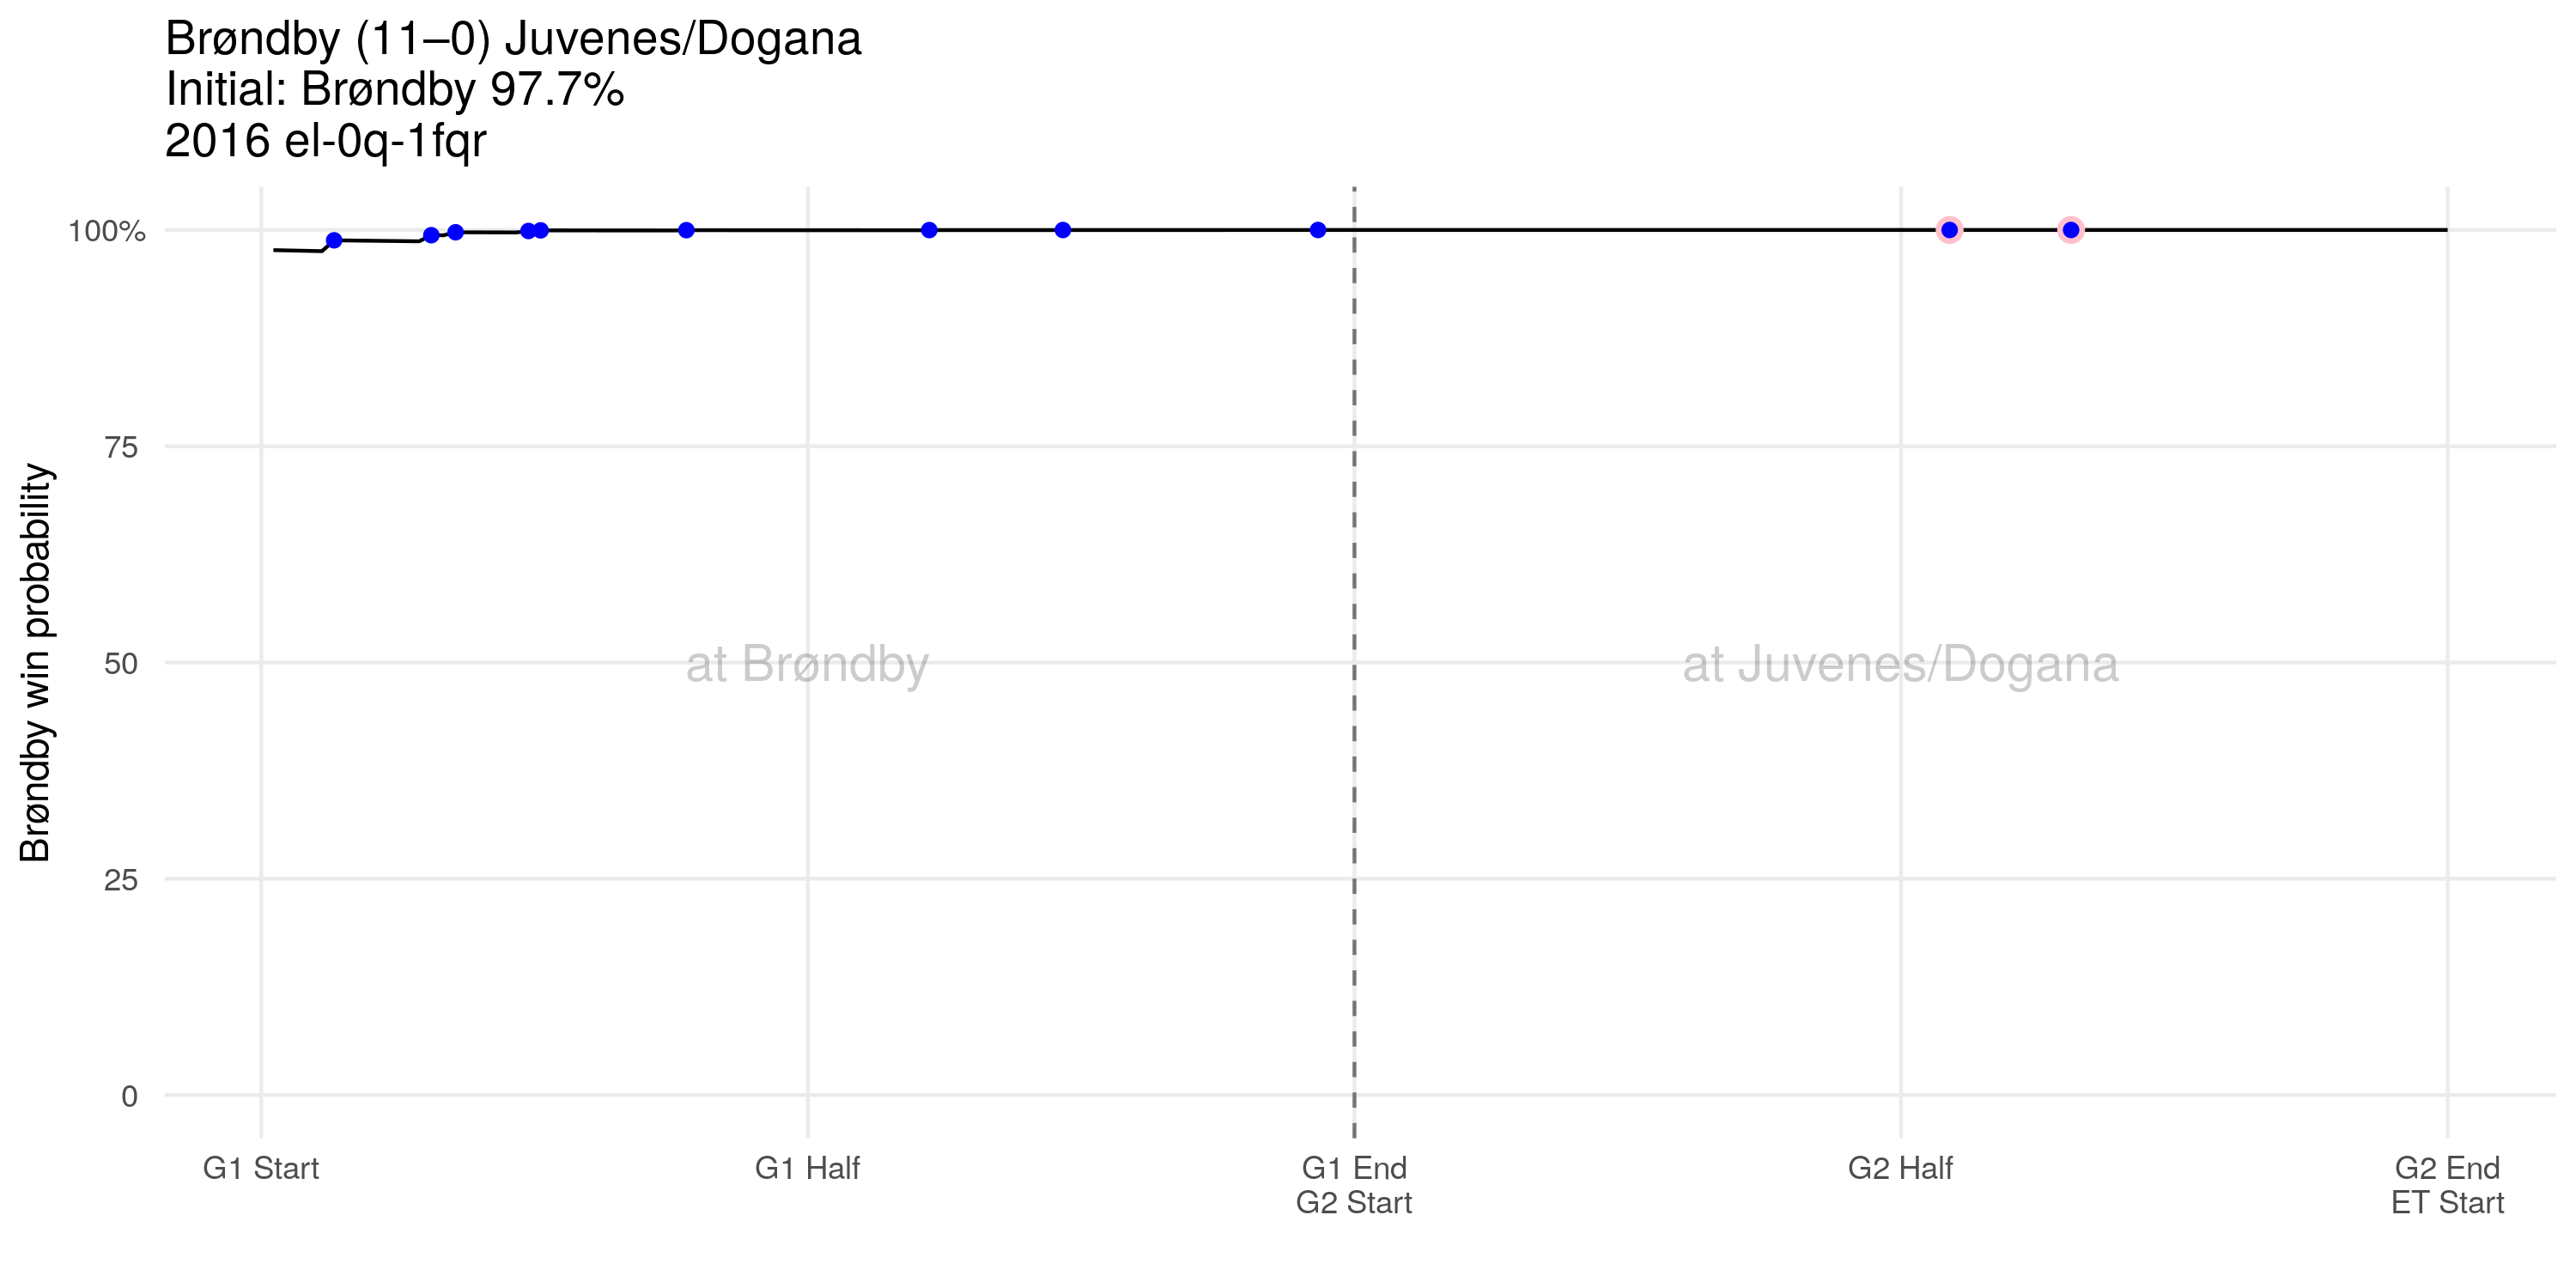 Brøndby (11–0) Juvenes/Dogana
Initial: Brøndby 97.7%
2016 el-0q-1fqr
Brøndby win probability
100%
75
50
25
0
at Brøndby
at Juvenes/Dogana
G1 Start
G1 Half
G1 End
G2 Start
G2 Half
G2 End
ET Start